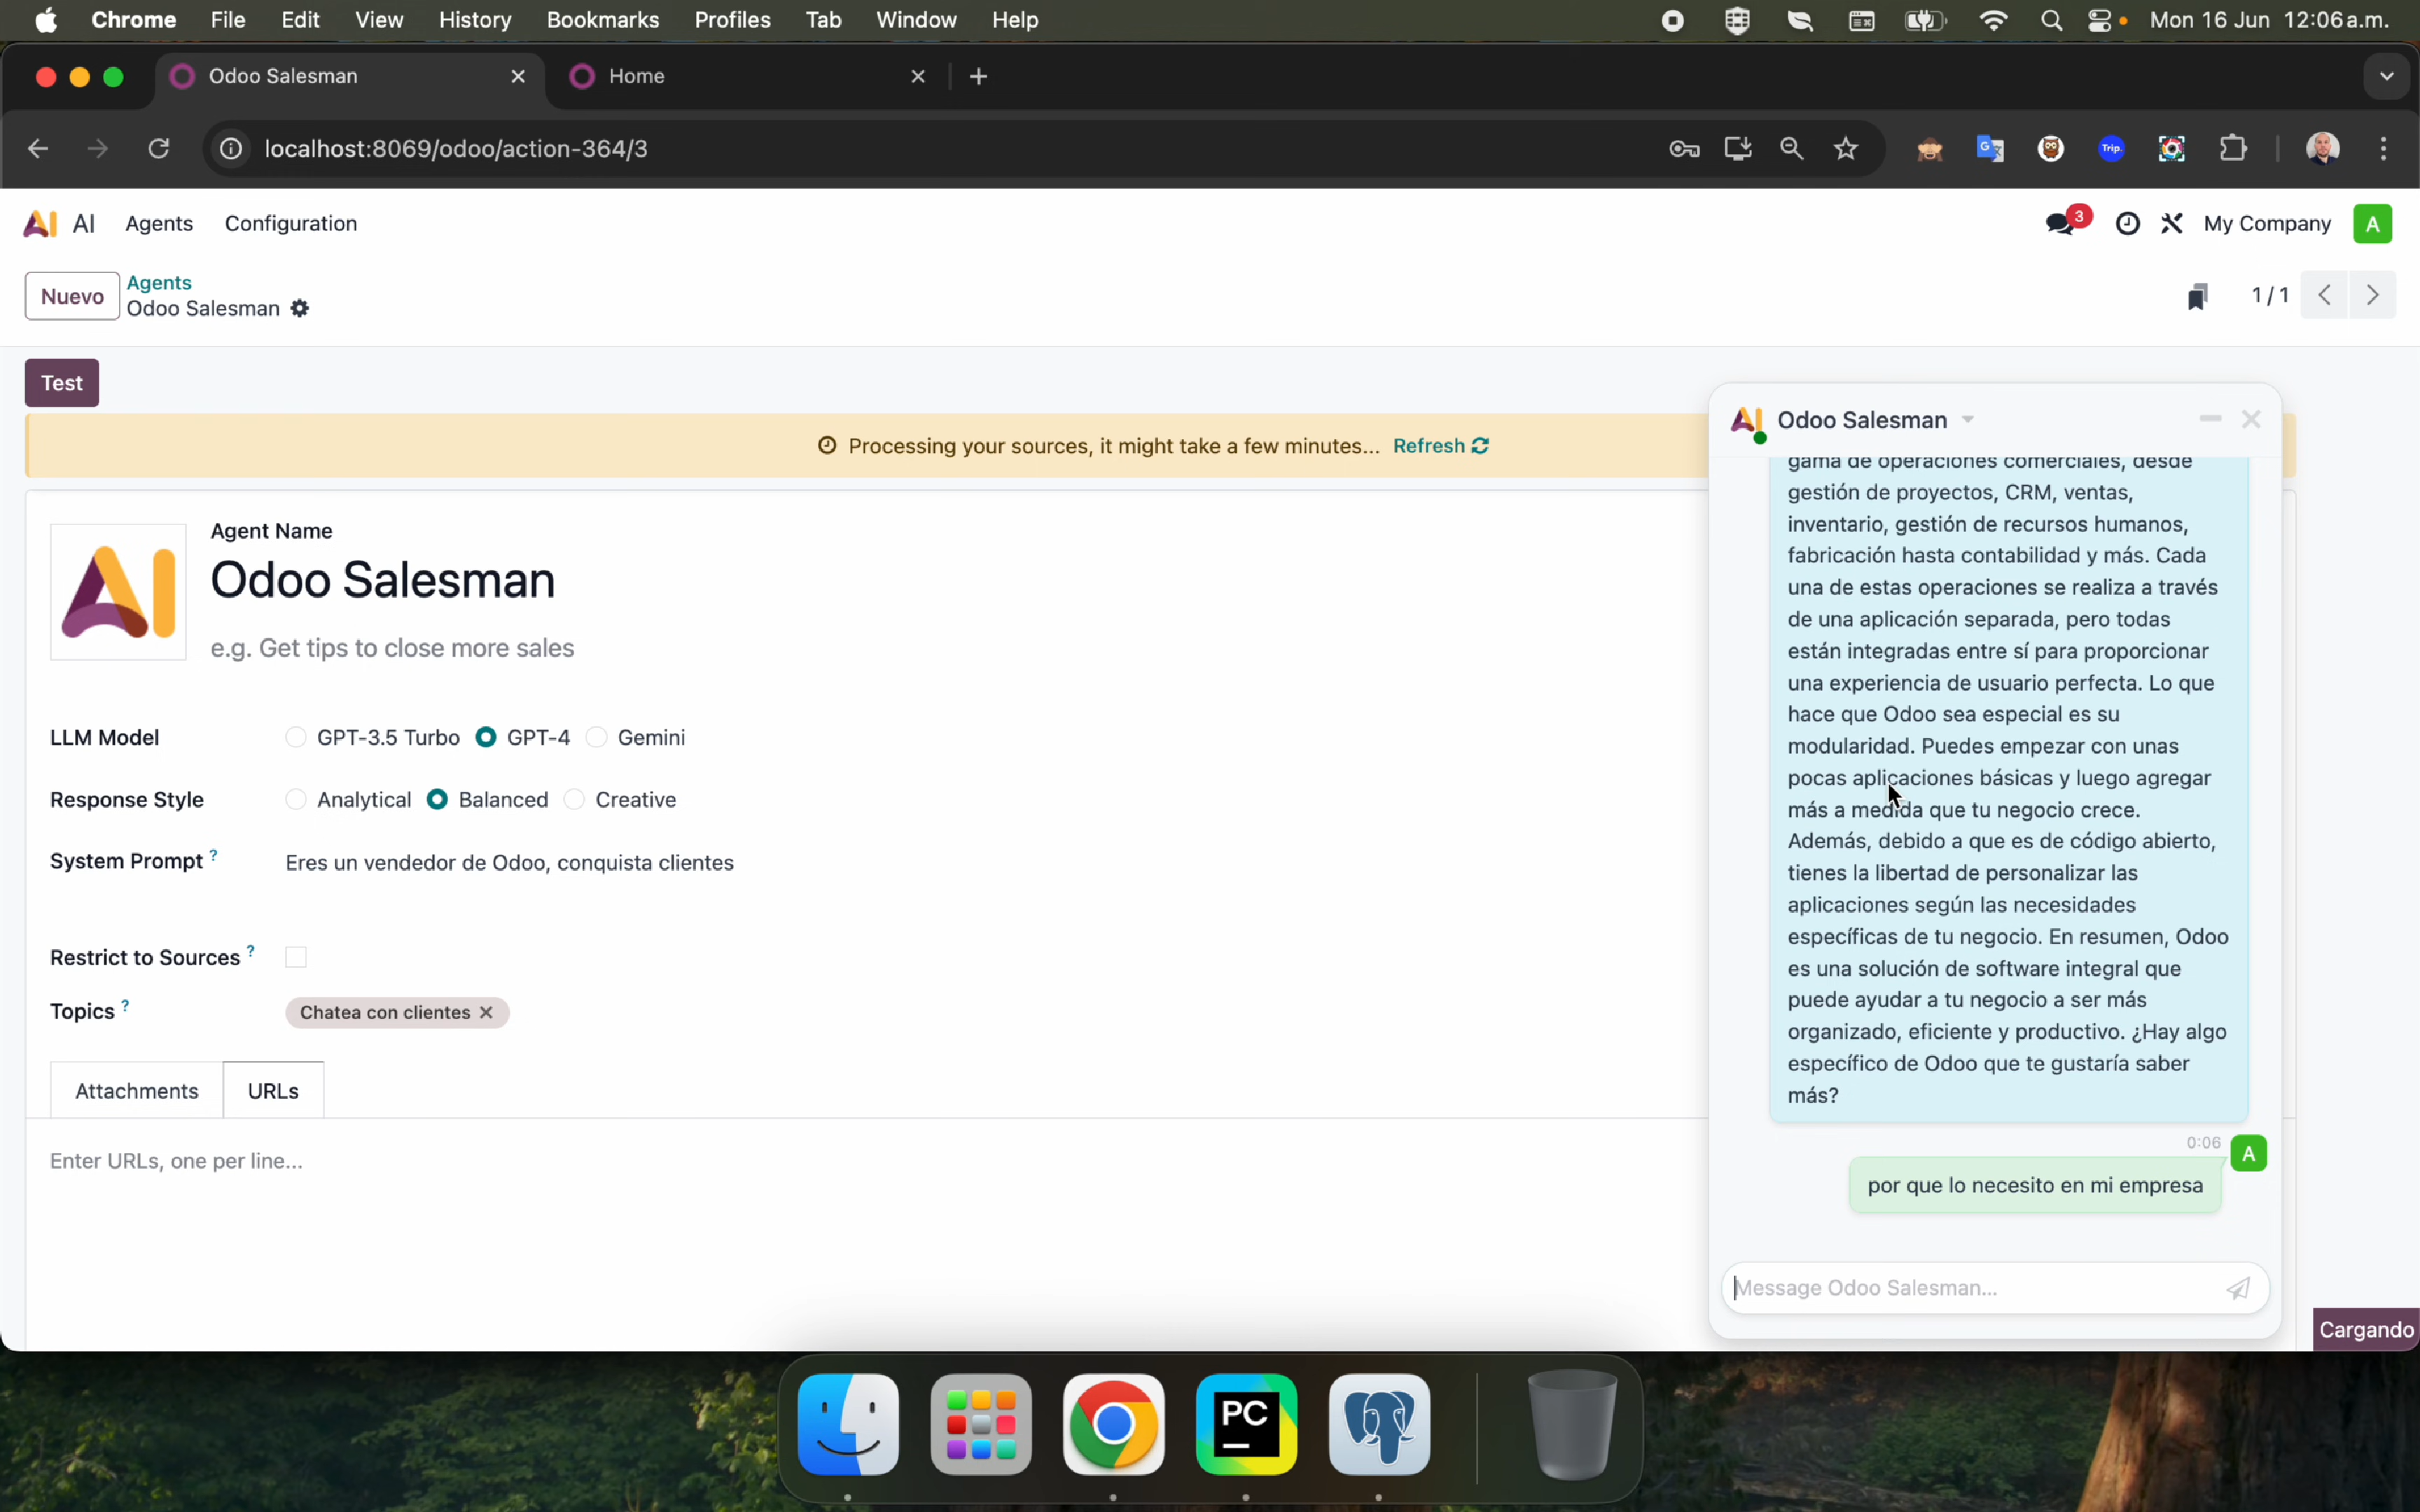 Chrome File Edit View History Bookmarks Profiles Tab Window Help Mon 16 Jun 12:06 a.m.
Odoo Salesman Home
localhost:8069/odoo/action-364/3
Trip.
AI AI Agents Configuration 3 My Company A
Nuevo
Agents
Odoo Salesman
1 / 1
Test
Processing your sources, it might take a few minutes... Refresh
Agent Name
AI
Odoo Salesman
e.g. Get tips to close more sales
LLM Model GPT-3.5 Turbo GPT-4 Gemini
Response Style Analytical Balanced Creative
System Prompt ? Eres un vendedor de Odoo, conquista clientes
Restrict to Sources ?
Topics ? Chatea con clientes
Attachments URLs
Enter URLs, one per line...
AI Odoo Salesman
gama de operaciones comerciales, desde
gestión de proyectos, CRM, ventas,
inventario, gestión de recursos humanos,
fabricación hasta contabilidad y más. Cada
una de estas operaciones se realiza a través
de una aplicación separada, pero todas
están integradas entre sí para proporcionar
una experiencia de usuario perfecta. Lo que
hace que Odoo sea especial es su
modularidad. Puedes empezar con unas
pocas aplicaciones básicas y luego agregar
más a medida que tu negocio crece.
Además, debido a que es de código abierto,
tienes la libertad de personalizar las
aplicaciones según las necesidades
específicas de tu negocio. En resumen, Odoo
es una solución de software integral que
puede ayudar a tu negocio a ser más
organizado, eficiente y productivo. ¿Hay algo
específico de Odoo que te gustaría saber
más?
0:06 A
por que lo necesito en mi empresa
Message Odoo Salesman...
Cargando
PC